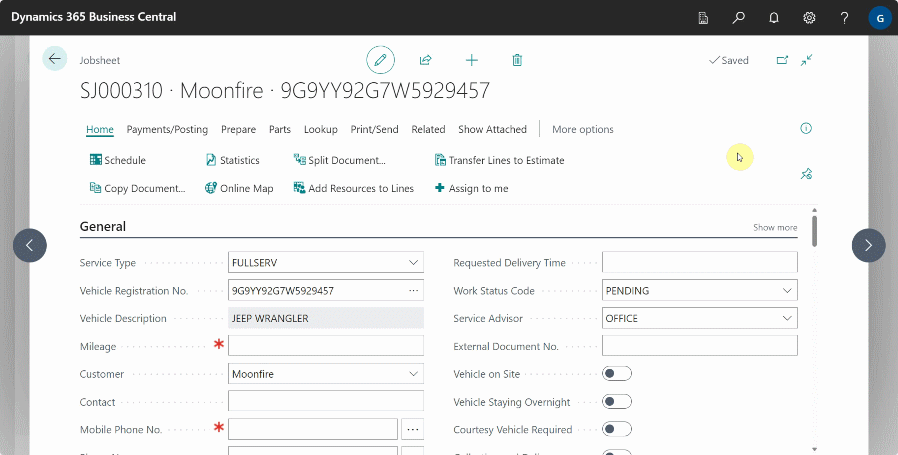 Dynamics 365 Business Central
G
Jobsheet
Saved
SJ000310 · Moonfire · 9G9YY92G7W5929457
Home Payments/Posting Prepare Parts Lookup Print/Send Related Show Attached More options
Schedule Statistics Split Document... Transfer Lines to Estimate
Copy Document... Online Map Add Resources to Lines Assign to me
General Show more
Service Type FULLSERV Requested Delivery Time
Vehicle Registration No. 9G9YY92G7W5929457 Work Status Code PENDING
Vehicle Description JEEP WRANGLER Service Advisor OFFICE
Mileage External Document No.
Customer Moonfire Vehicle on Site
Contact Vehicle Staying Overnight
Mobile Phone No. Courtesy Vehicle Required